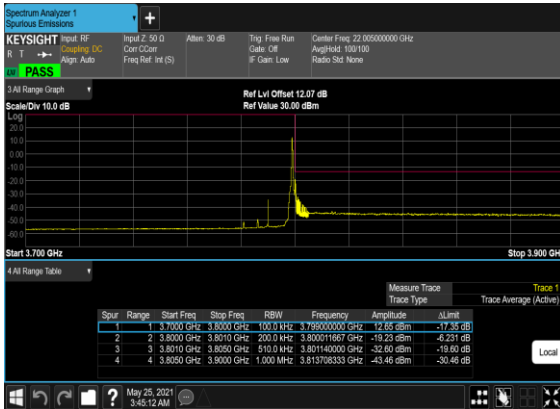 Spectrum Analyzer 1
Spurious Emissions
KEYSIGHT
R T
LNI PASS
Input: RF
Coupling: DC
Align: Auto
Input Z: 50 Ω
Corr CCorr
Freq Ref: Int (S)
Atten: 30 dB
Trig: Free Run
Gate: Off
IF Gain: Low
Center Freq: 22.005000000 GHz
Avg|Hold: 100/100
Radio Std: None
3 All Range Graph
Scale/Div 10.0 dB
Ref Lvl Offset 12.07 dB
Ref Value 30.00 dBm
Log
20.0
10.0
0.00
-10.0
-20.0
-30.0
-40.0
-50.0
-60.0
Start 3.700 GHz
Stop 3.900 GH
4 All Range Table
Measure Trace Trace 1
Trace Type Trace Average (Active)
Spur Range Start Freq Stop Freq RBW Frequency Amplitude ΔLimit
1 1 3.7000 GHz 3.8000 GHz 100.0 kHz 3.799000000 GHz 12.65 dBm -17.35 dB
2 2 3.8000 GHz 3.8010 GHz 200.0 kHz 3.800011667 GHz -19.23 dBm -6.231 dB
3 3 3.8010 GHz 3.8050 GHz 510.0 kHz 3.801140000 GHz -32.60 dBm -19.60 dB
4 4 3.8050 GHz 3.9000 GHz 1.000 MHz 3.813708333 GHz -43.46 dBm -30.46 dB
Local
May 25, 2021
3:45:12 AM